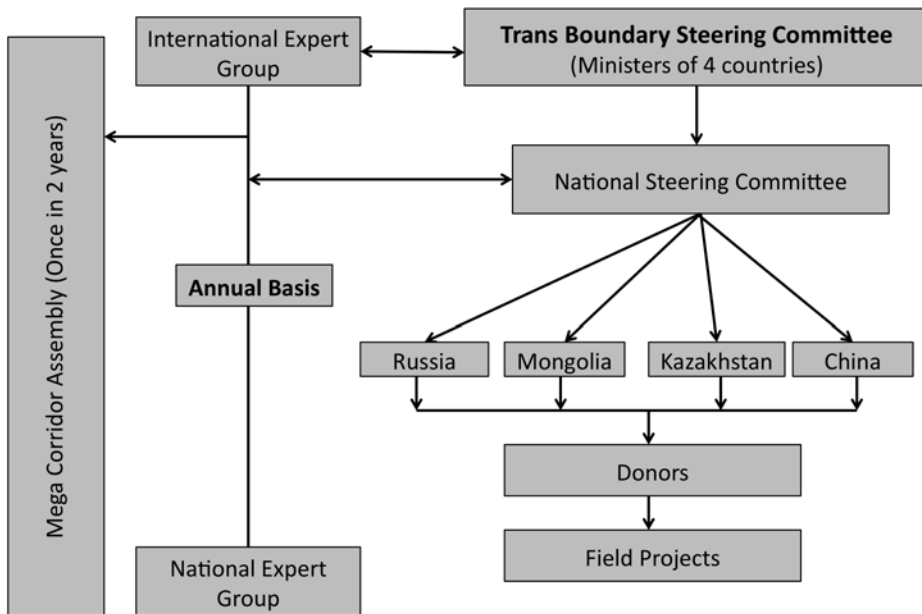 International Expert
Group
Trans Boundary Steering Committee
(Ministers of 4 countries)
Mega Corridor Assembly (Once in 2 years)
National Steering Committee
Annual Basis
Russia
Mongolia
Kazakhstan
China
Donors
Field Projects
National Expert
Group